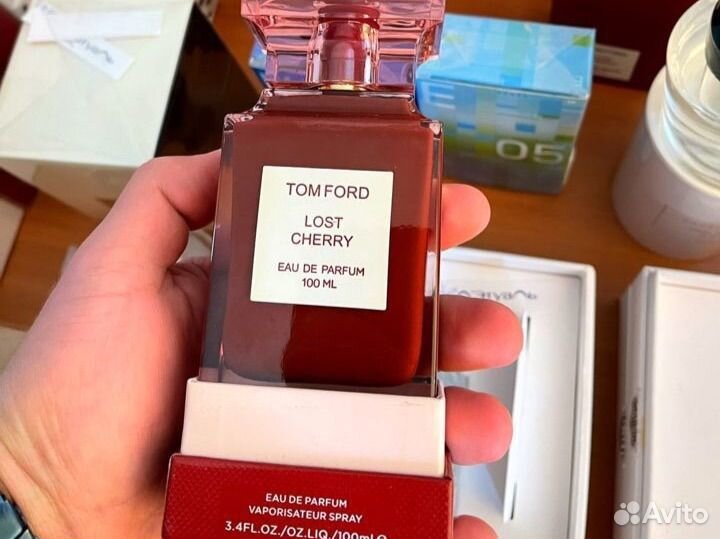 TOM FORD
LOST
CHERRY
EAU DE PARFUM
100 ML
05
EAU DE PARFUM
VAPORISATEUR SPRAY
3.4FL.OZ./OZ.LIQ./100mL℮
Avito